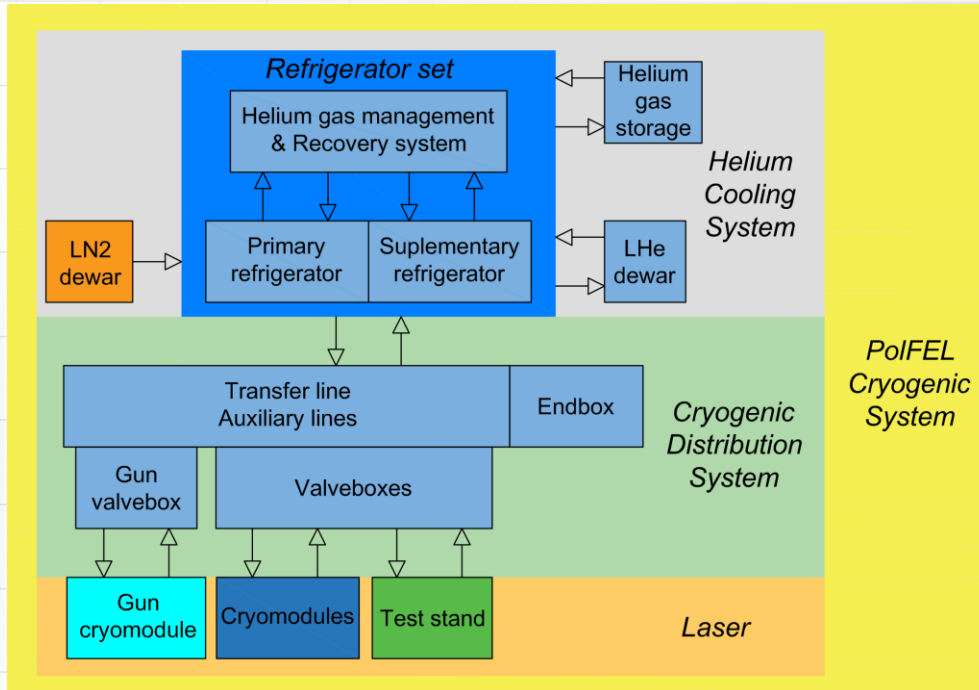 Refrigerator set
Helium gas management
& Recovery system
Helium
gas
storage
Helium
Cooling
System
LN2
dewar
Primary
refrigerator
Suplementary
refrigerator
LHe
dewar
PolFEL
Cryogenic
System
Transfer line
Auxiliary lines
Endbox
Cryogenic
Distribution
System
Gun
valvebox
Valveboxes
Gun
cryomodule
Cryomodules
Test stand
Laser